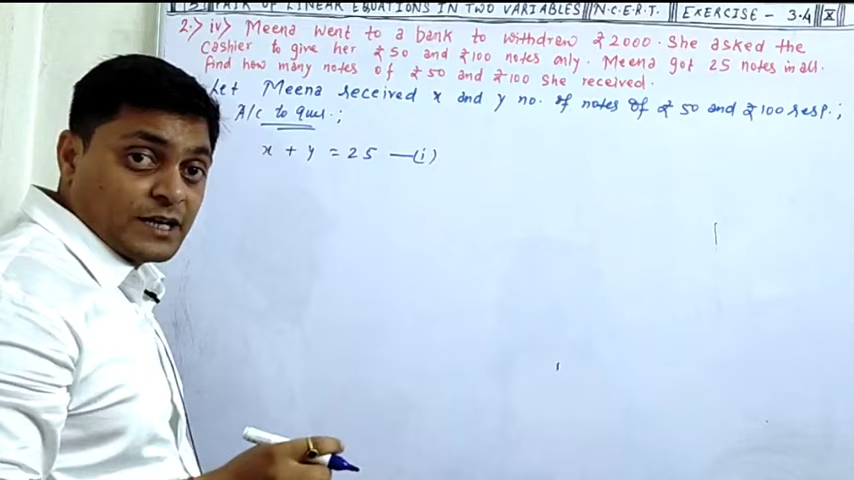 PAIR OF LINEAR EQUATIONS IN TWO VARIABLES N.C.E.R.T. EXERCISE - 3.4 X
2.> iv) Meena went to a bank to withdraw ₹2000. She asked the
cashier to give her ₹50 and ₹100 notes only. Meena got 25 notes in all.
And how many notes of ₹50 and ₹100 she received.
Let Meena received x and y no. of notes of ₹50 and ₹100 resp.;
A/c to ques.;
x + y = 25 —(i)